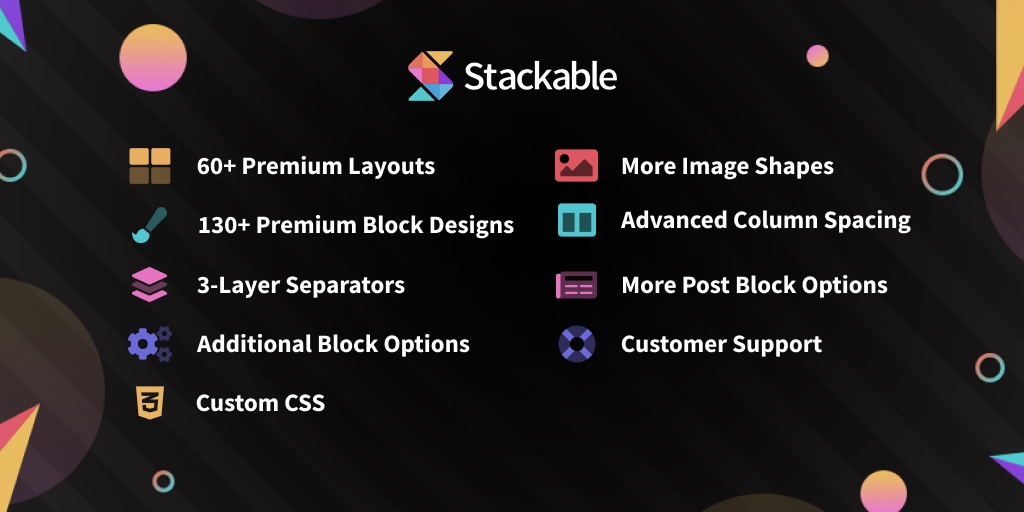 Stackable
60+ Premium Layouts
130+ Premium Block Designs
3-Layer Separators
Additional Block Options
Custom CSS
More Image Shapes
Advanced Column Spacing
More Post Block Options
Customer Support